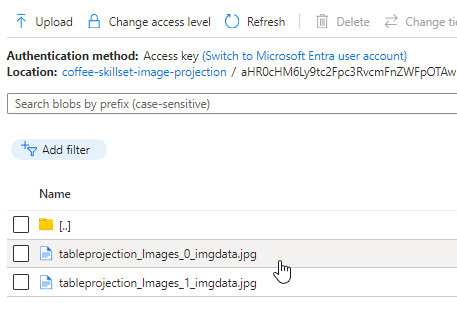 Upload Change access level Refresh Delete Change tie
Authentication method: Access key (Switch to Microsoft Entra user account)
Location: coffee-skillset-image-projection / aHR0cHM6Ly9tc2Fpc3RvcmFnZWFpOTAw
Search blobs by prefix (case-sensitive)
Add filter
Name
[..]
tableprojection_Images_0_imgdata.jpg
tableprojection_Images_1_imgdata.jpg